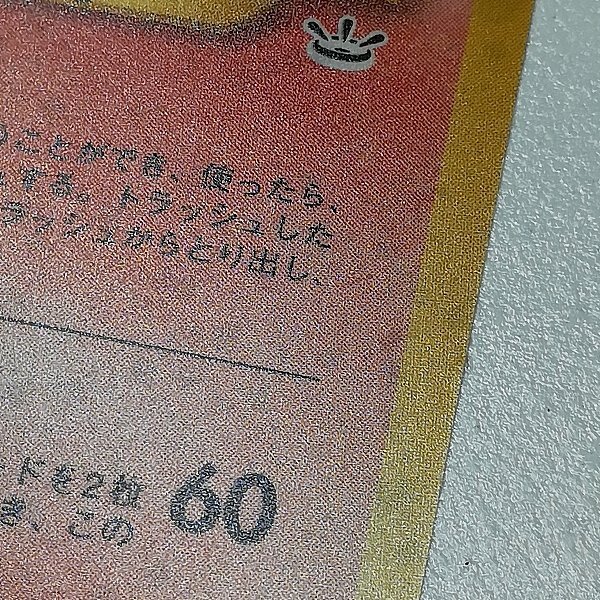 ことができ、使ったら、
する。トラッシュした
ラッシュからとり出し、
ードを2枚 60
き、この